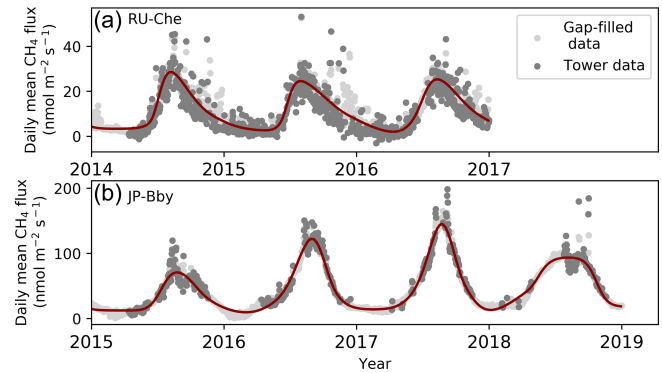 (a) RU-Che
Gap-filled
data
Tower data
Daily mean CH₄ flux
(nmol m⁻² s⁻¹)
40
20
0
2014 2015 2016 2017
(b) JP-Bby
Daily mean CH₄ flux
(nmol m⁻² s⁻¹)
200
100
0
2015 2016 2017 2018 2019
Year